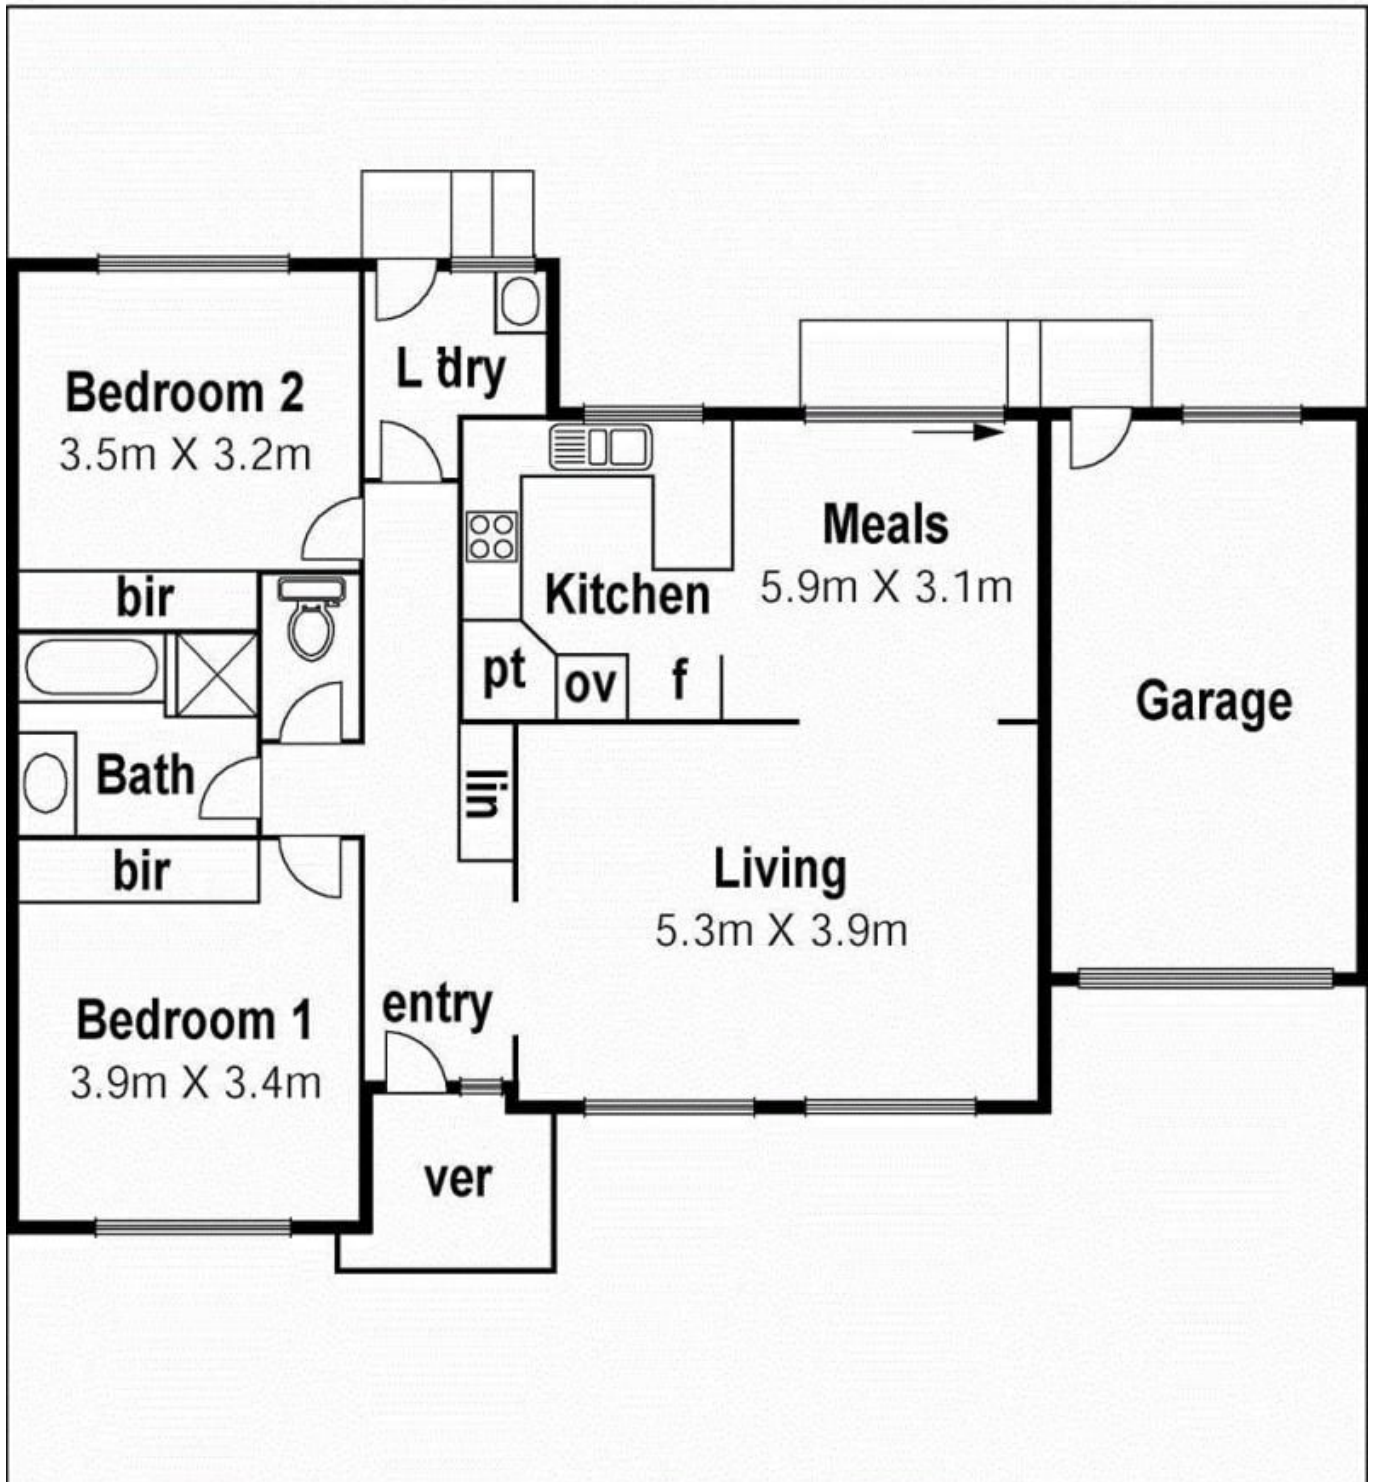 L'dry
Bedroom 2
3.5m X 3.2m
Meals
5.9m X 3.1m
Kitchen
bir
pt
ov
f
Garage
Bath
lin
bir
Living
5.3m X 3.9m
entry
Bedroom 1
3.9m X 3.4m
ver